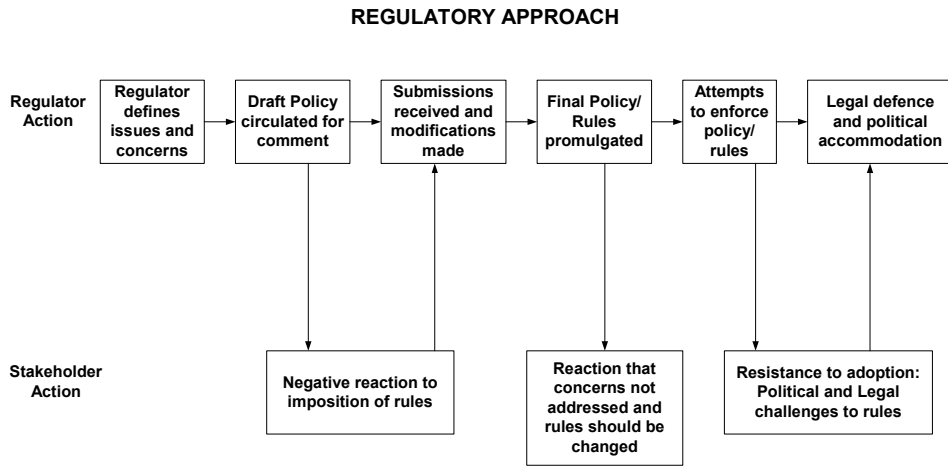 REGULATORY APPROACH
Regulator
Action
Regulator
defines
issues and
concerns
Draft Policy
circulated for
comment
Submissions
received and
modifications
made
Final Policy/
Rules
promulgated
Attempts
to enforce
policy/
rules
Legal defence
and political
accommodation
Stakeholder
Action
Negative reaction to
imposition of rules
Reaction that
concerns not
addressed and
rules should be
changed
Resistance to adoption:
Political and Legal
challenges to rules